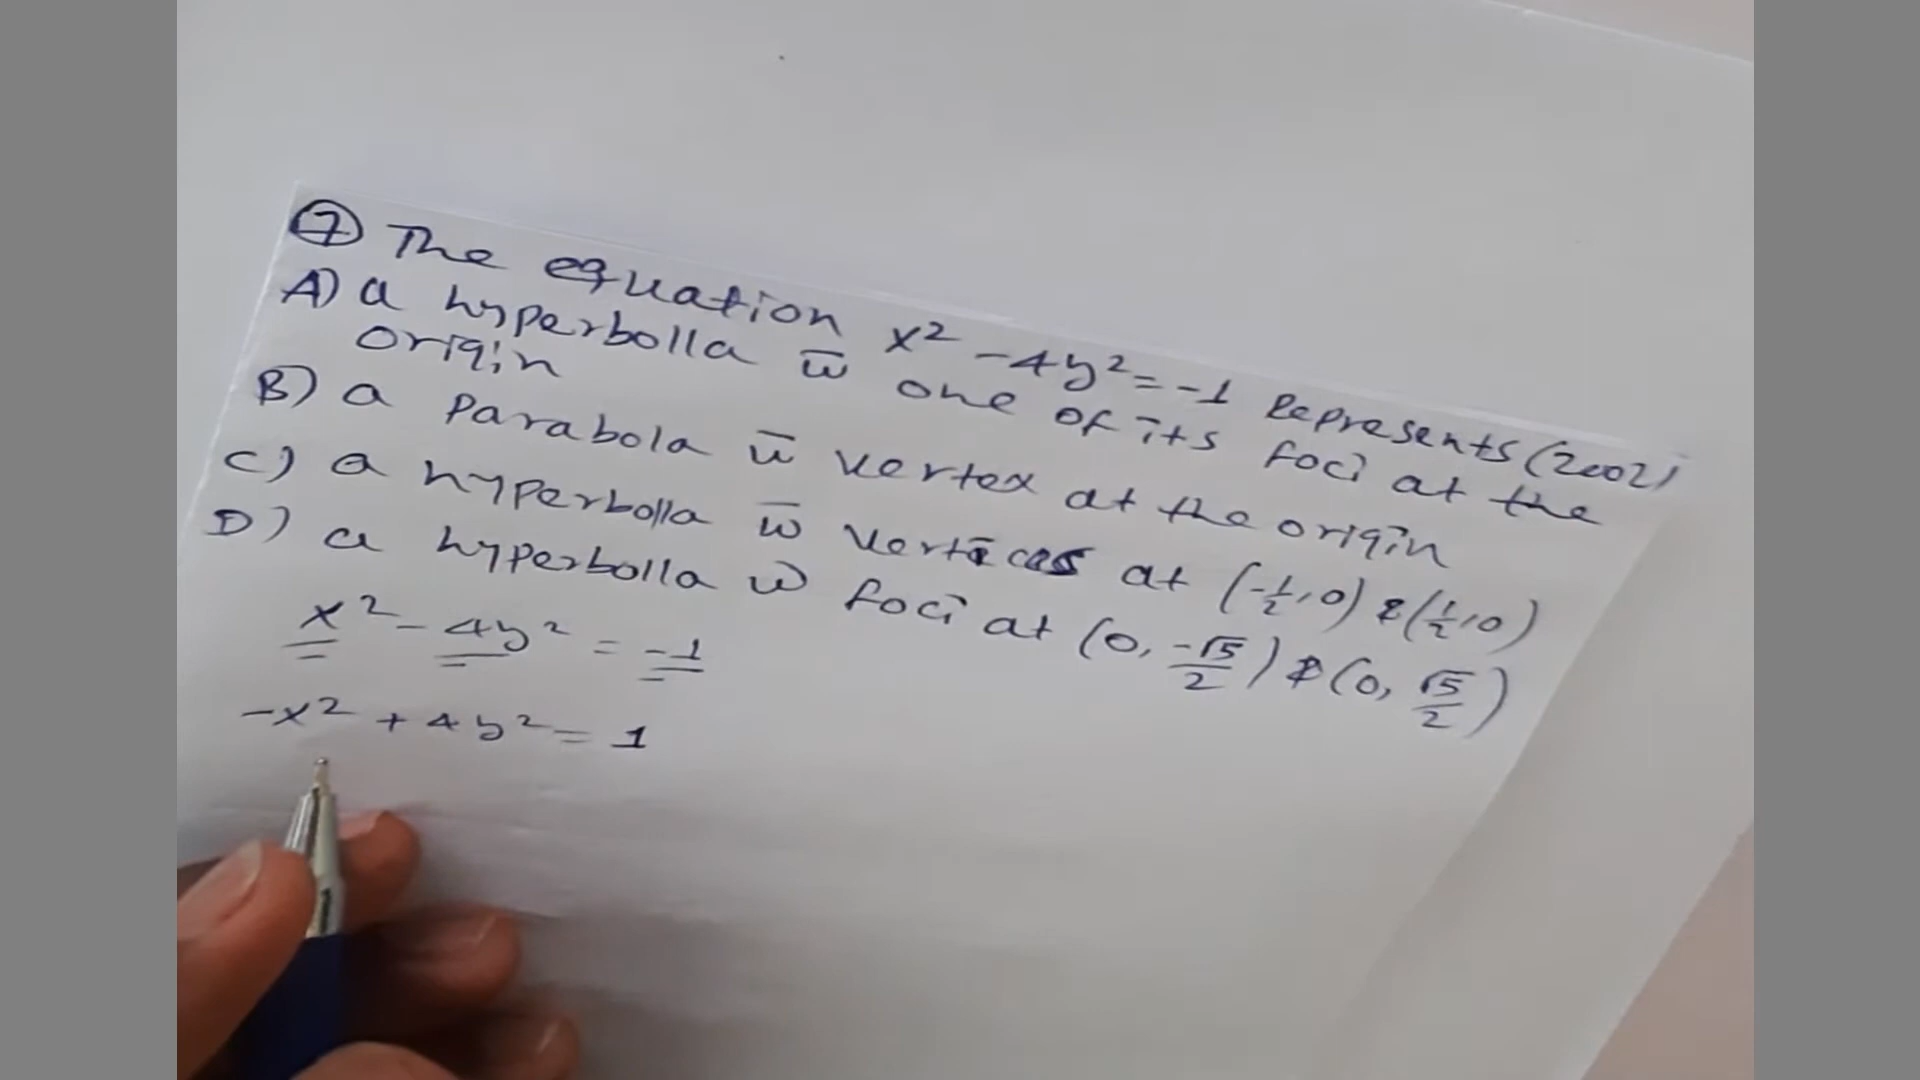 ⑦ The equation x² - 4y² = -1 Represents (2002)
A) a hyperbolla w̄ one of its foci at the
origin
B) a parabola w̄ vertex at the origin
C) a hyperbolla w̄ vertices at (-1/2, 0) & (1/2, 0)
D) a hyperbolla w̄ foci at (0, -√5/2) & (0, √5/2)
x² - 4y² = -1
-x² + 4y² = 1